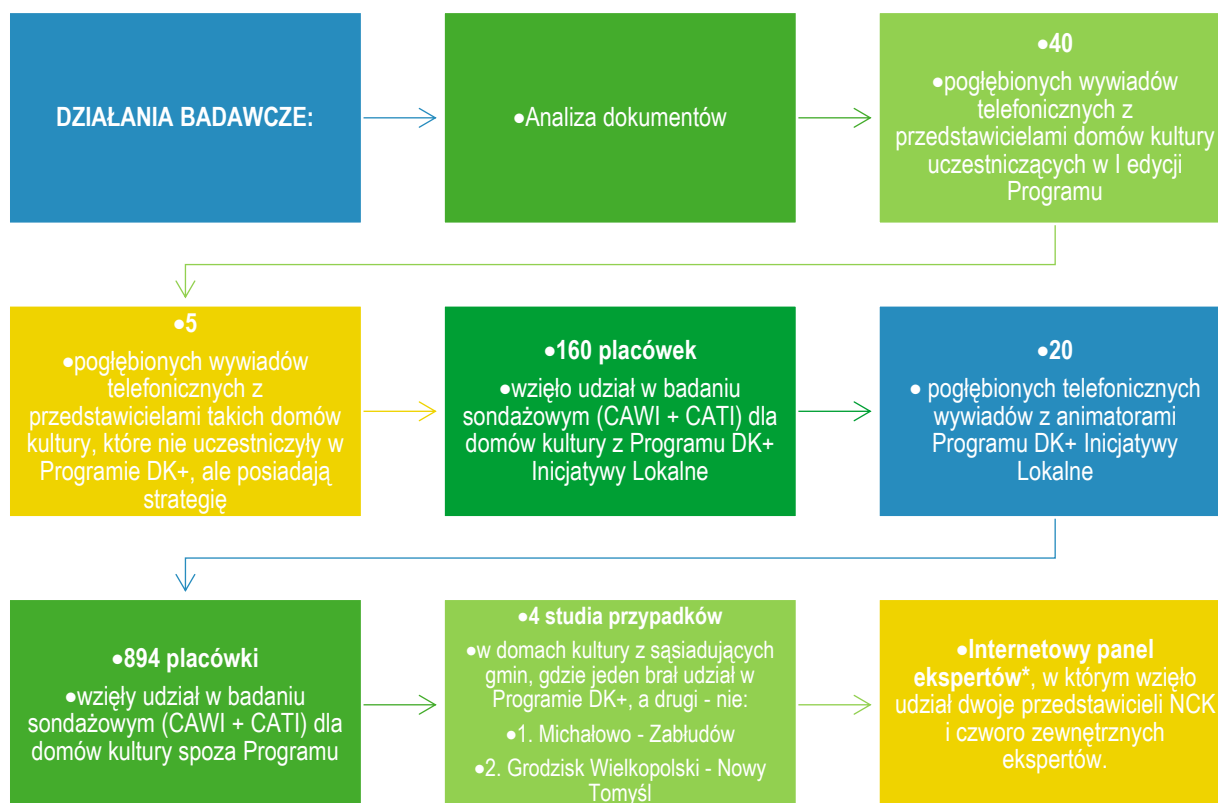 DZIAŁANIA BADAWCZE:
•Analiza dokumentów
•40
•pogłębionych wywiadów
telefonicznych z
przedstawicielami domów kultury
uczestniczących w I edycji
Programu
•5
•pogłębionych wywiadów
telefonicznych z
przedstawicielami takich domów
kultury, które nie uczestniczyły w
Programie DK+, ale posiadają
strategię
•160 placówek
•wzięło udział w badaniu
sondażowym (CAWI + CATI) dla
domów kultury z Programu DK+
Inicjatywy Lokalne
•20
• pogłębionych telefonicznych
wywiadów z animatorami
Programu DK+ Inicjatywy
Lokalne
•894 placówki
•wzięły udział w badaniu
sondażowym (CAWI + CATI) dla
domów kultury spoza Programu
•4 studia przypadków
•w domach kultury z sąsiadujących
gmin, gdzie jeden brał udział w
Programie DK+, a drugi - nie:
•1. Michałowo - Zabłudów
•2. Grodzisk Wielkopolski - Nowy
Tomyśl
•Internetowy panel
ekspertów*, w którym wzięło
udział dwoje przedstawicieli NCK
i czworo zewnętrznych
ekspertów.